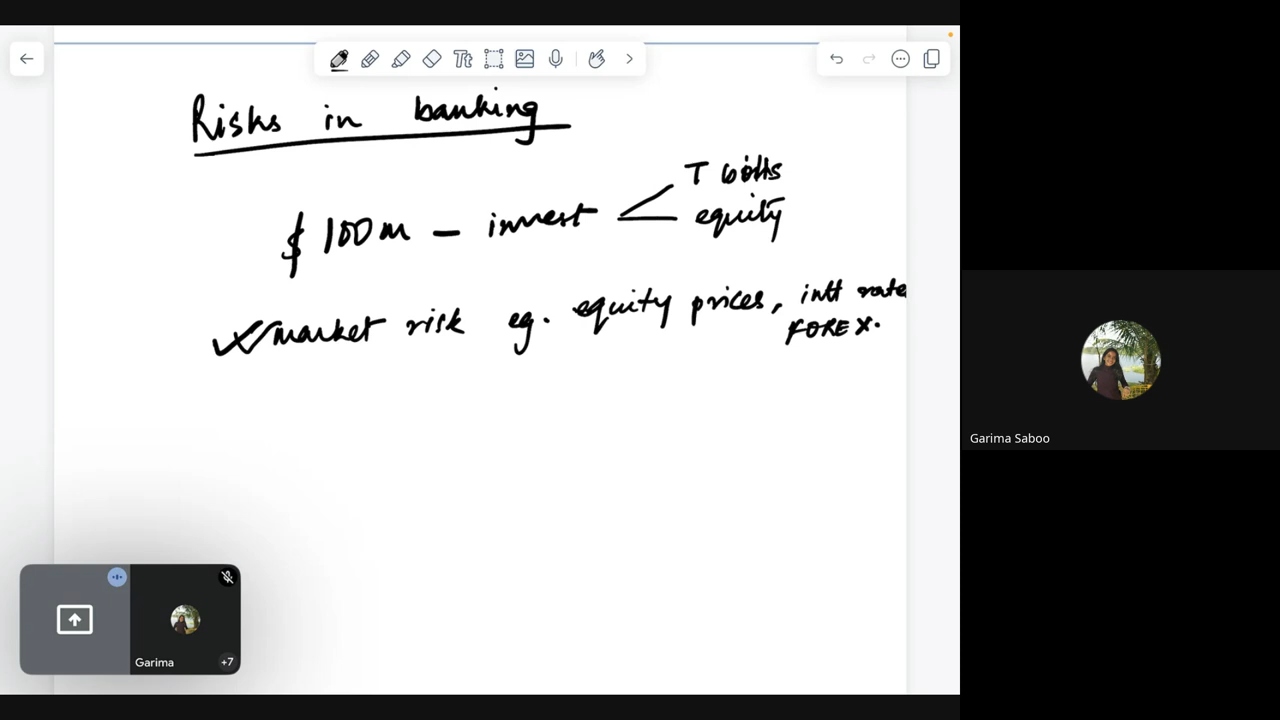 Tt
Risks in banking
T bills
$ 100m - invest
equity
market risk eg. equity prices, intt rate
FOREX.
Garima Saboo
Garima
+7